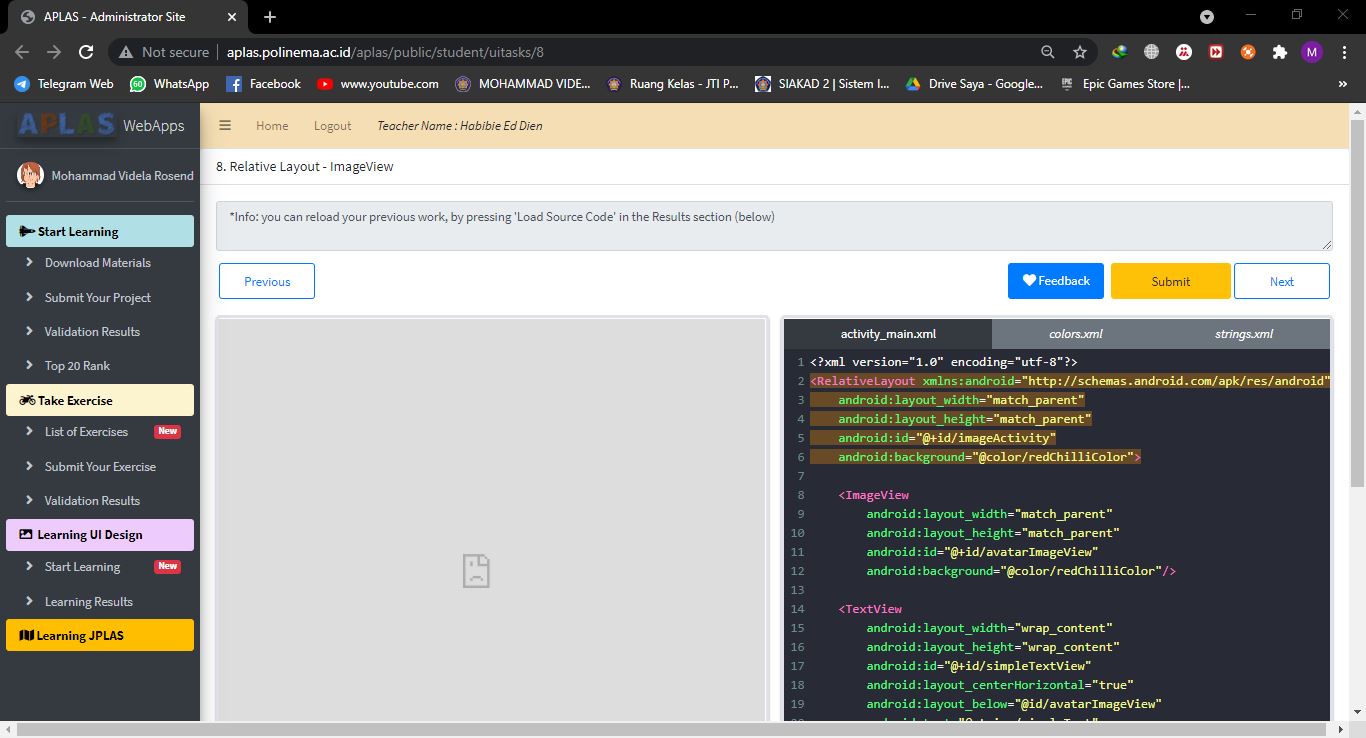 APLAS - Administrator Site
Not secure
aplas.polinema.ac.id/aplas/public/student/uitasks/8
M
Telegram Web
60
WhatsApp
Facebook
www.youtube.com
MOHAMMAD VIDE...
Ruang Kelas - JTI P...
SIAKAD 2 | Sistem I...
Drive Saya - Google...
Epic Games Store |...
»
APLAS WebApps
Home
Logout
Teacher Name : Habibie Ed Dien
Mohammad Videla Rosend
Start Learning
Download Materials
Submit Your Project
Validation Results
Top 20 Rank
Take Exercise
List of Exercises New
Submit Your Exercise
Validation Results
Learning UI Design
Start Learning New
Learning Results
Learning JPLAS
8. Relative Layout - ImageView
*Info: you can reload your previous work, by pressing 'Load Source Code' in the Results section (below)
Previous
Feedback
Submit
Next
activity_main.xml
colors.xml
strings.xml
1 <?xml version="1.0" encoding="utf-8"?>
2 <RelativeLayout xmlns:android="http://schemas.android.com/apk/res/android"
3 android:layout_width="match_parent"
4 android:layout_height="match_parent"
5 android:id="@+id/imageActivity"
6 android:background="@color/redChilliColor">
7
8 <ImageView
9 android:layout_width="match_parent"
10 android:layout_height="match_parent"
11 android:id="@+id/avatarImageView"
12 android:background="@color/redChilliColor"/>
13
14 <TextView
15 android:layout_width="wrap_content"
16 android:layout_height="wrap_content"
17 android:id="@+id/simpleTextView"
18 android:layout_centerHorizontal="true"
19 android:layout_below="@id/avatarImageView"